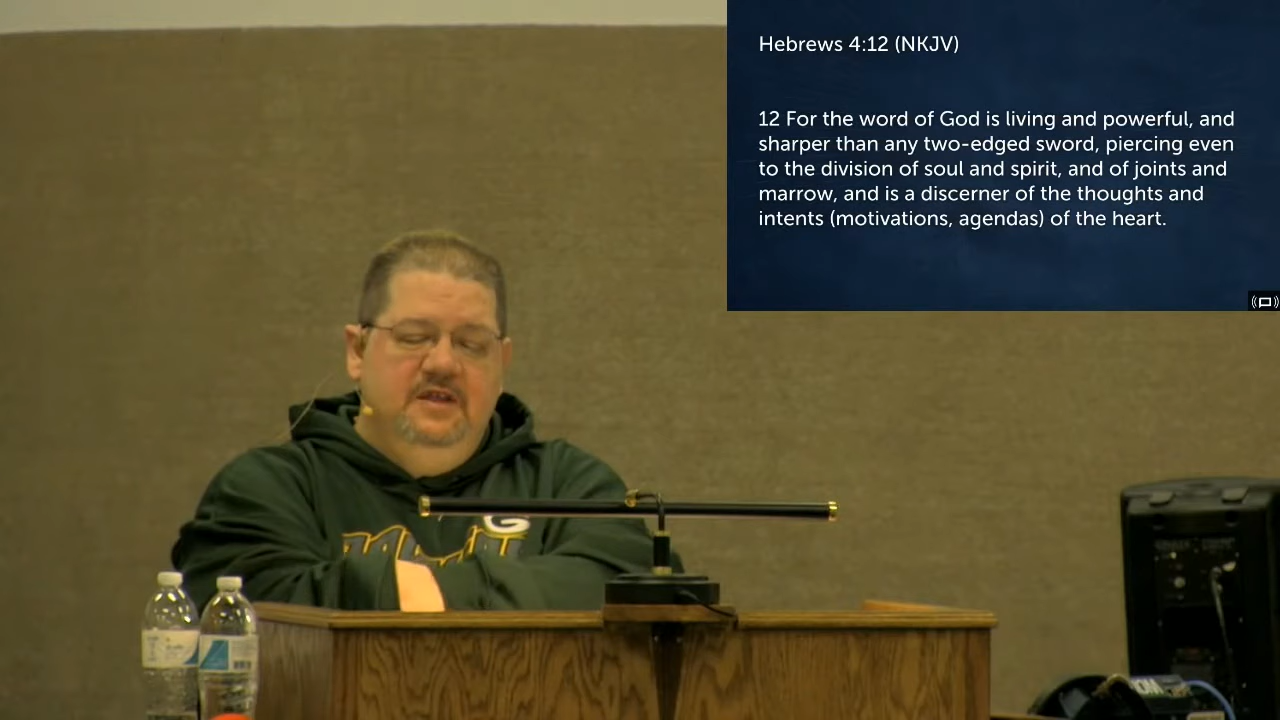 Hebrews 4:12 (NKJV)
12 For the word of God is living and powerful, and
sharper than any two-edged sword, piercing even
to the division of soul and spirit, and of joints and
marrow, and is a discerner of the thoughts and
intents (motivations, agendas) of the heart.
G